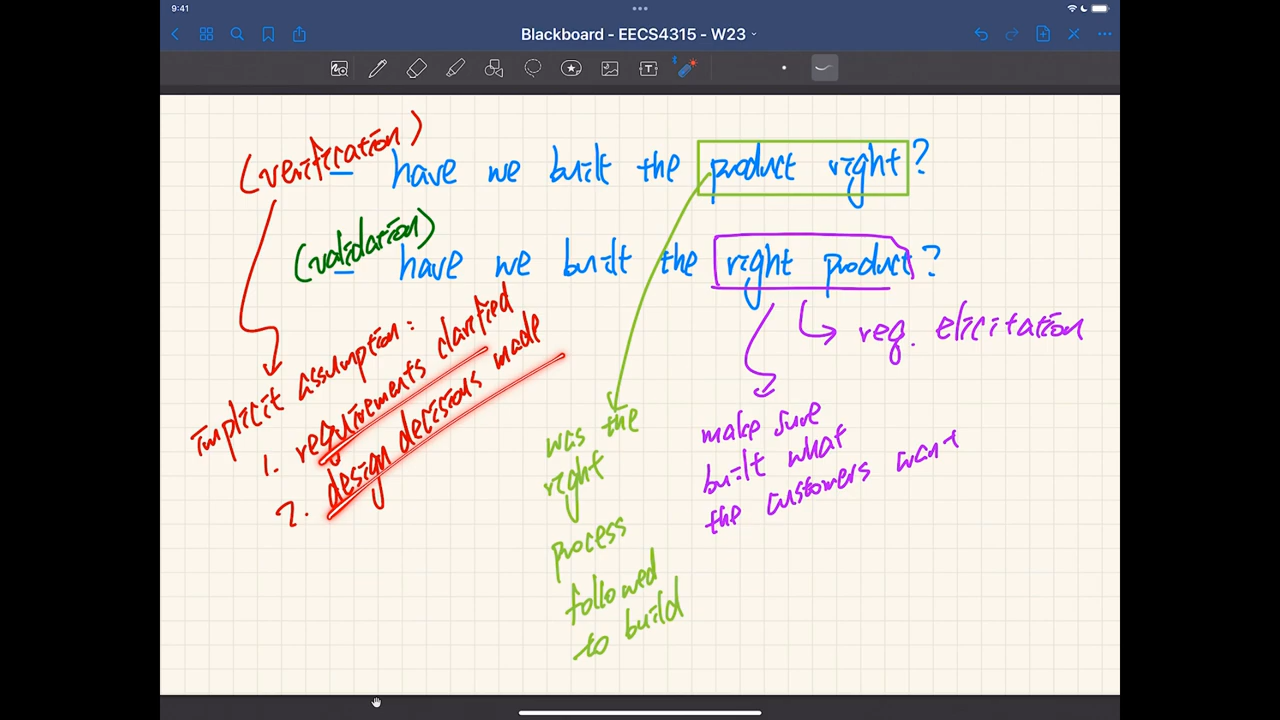 9:41
Blackboard - EECS4315 - W23
(verification) have we built the product right?
(validation) have we built the right product?
implicit assumption:
1. requirements clarified
2. design decisions made
was the
right
process
followed
to build
req. elicitation
make sure
built what
the customers want